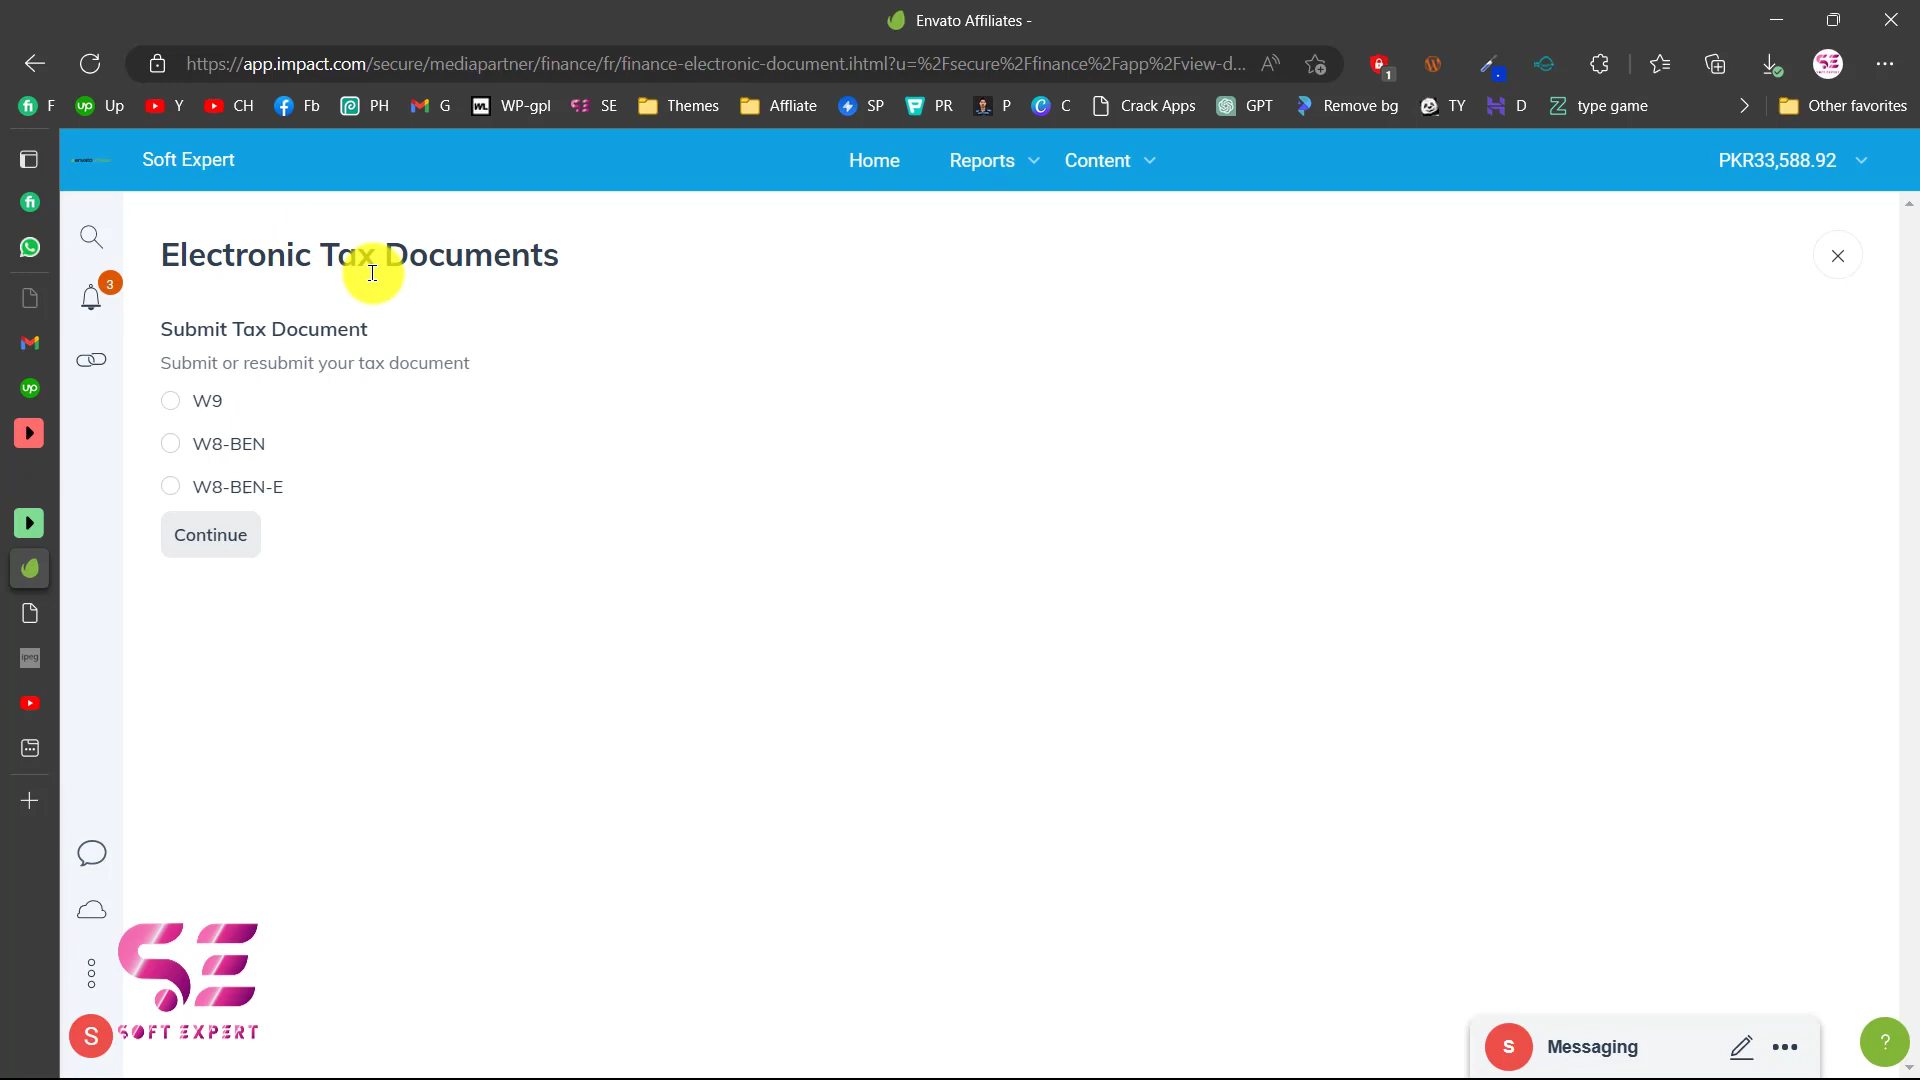 Envato Affiliates -
https://app.impact.com/secure/mediapartner/finance/fr/finance-electronic-document.ihtml?u=%2Fsecure%2Ffinance%2Fapp%2Fview-d...
1
F Up Y CH Fb PH G WP-gpl SE Themes Affliate SP PR P C Crack Apps GPT Remove bg TY D type game Other favorites
Soft Expert
Home Reports Content
PKR33,588.92
Electronic Tax Documents
3
Submit Tax Document
Submit or resubmit your tax document
W9
W8-BEN
W8-BEN-E
Continue
SE
SOFT EXPERT
S
S Messaging
?